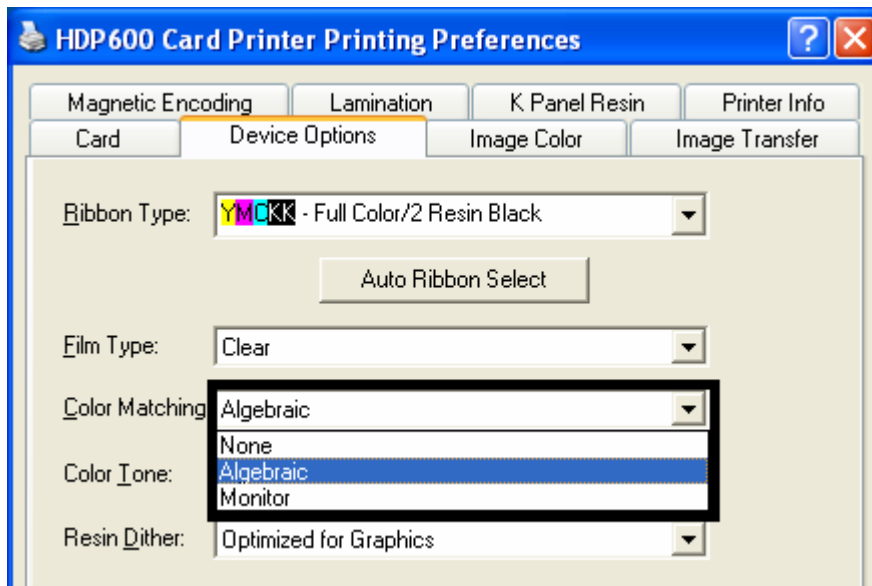 HDP600 Card Printer Printing Preferences
Magnetic Encoding Lamination K Panel Resin Printer Info
Card Device Options Image Color Image Transfer
Ribbon Type: YMCKK - Full Color/2 Resin Black
Auto Ribbon Select
Film Type: Clear
Color Matching Algebraic
None
Algebraic
Color Tone:
Monitor
Resin Dither: Optimized for Graphics